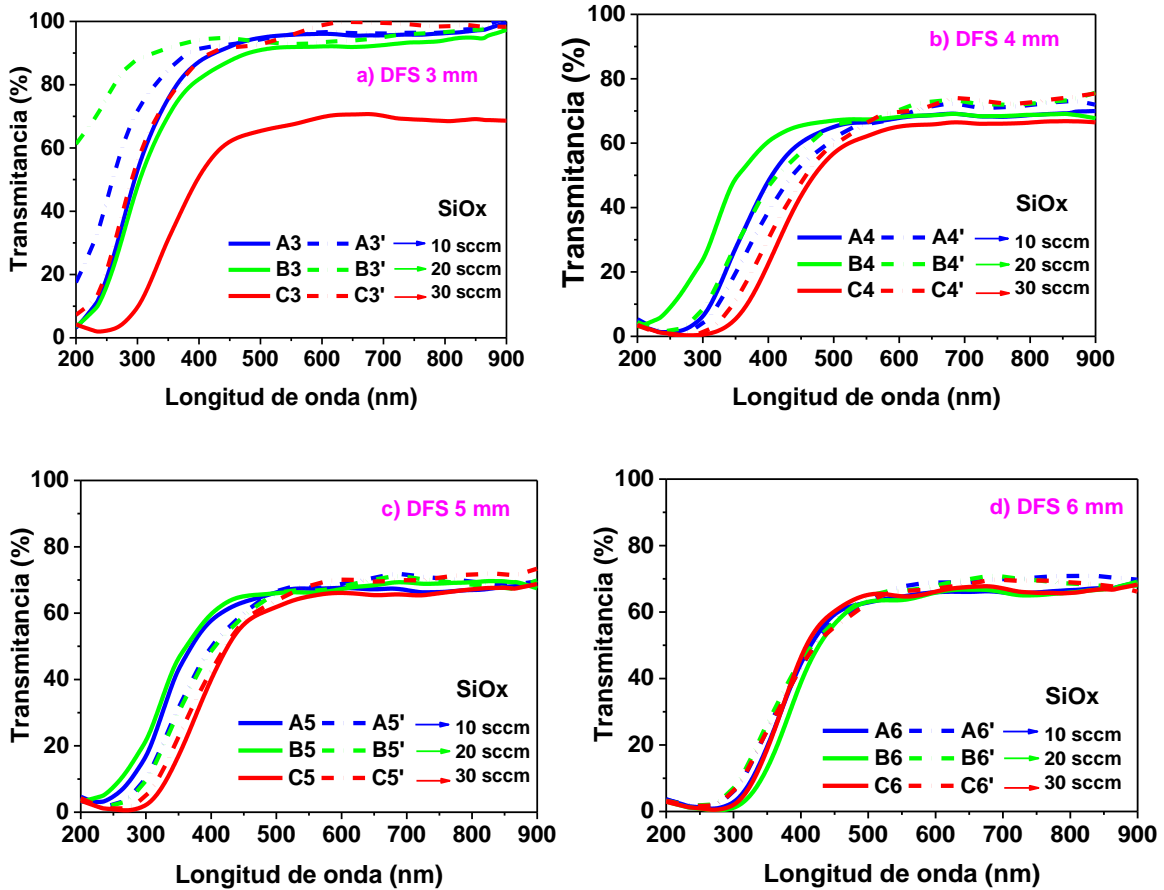 a) DFS 3 mm
Transmitancia (%)
100
80
60
40
20
0
SiOx
A3 A3' 10 sccm
B3 B3' 20 sccm
C3 C3' 30 sccm
200 300 400 500 600 700 800 900
Longitud de onda (nm)
b) DFS 4 mm
Transmitancia (%)
100
80
60
40
20
0
SiOx
A4 A4' 10 sccm
B4 B4' 20 sccm
C4 C4' 30 sccm
200 300 400 500 600 700 800 900
Longitud de onda (nm)
c) DFS 5 mm
Transmitancia (%)
100
80
60
40
20
0
SiOx
A5 A5' 10 sccm
B5 B5' 20 sccm
C5 C5' 30 sccm
200 300 400 500 600 700 800 900
Longitud de onda (nm)
d) DFS 6 mm
Transmitancia (%)
100
80
60
40
20
0
SiOx
A6 A6' 10 sccm
B6 B6' 20 sccm
C6 C6' 30 sccm
200 300 400 500 600 700 800 900
Longitud de onda (nm)